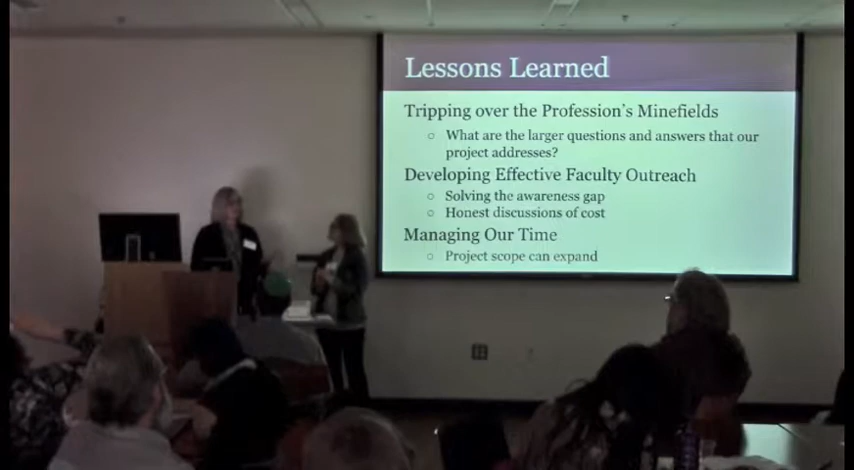 Lessons Learned
Tripping over the Profession's Minefields
○ What are the larger questions and answers that our
project addresses?
Developing Effective Faculty Outreach
○ Solving the awareness gap
○ Honest discussions of cost
Managing Our Time
○ Project scope can expand